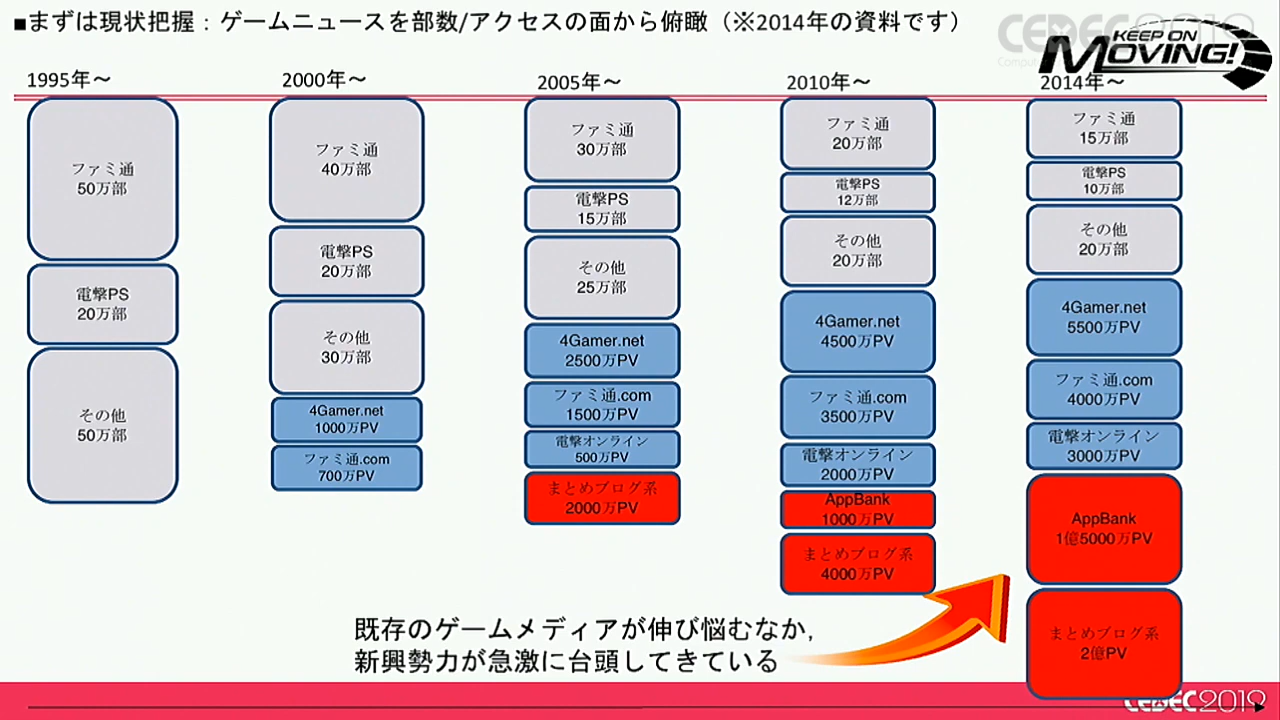 ■まずは現状把握：ゲームニュースを部数/アクセスの面から俯瞰（※2014年の資料です）
CEDEC2019
KEEP ON
MOVING!
1995年～
ファミ通
50万部
電撃PS
20万部
その他
50万部
2000年～
ファミ通
40万部
電撃PS
20万部
その他
30万部
4Gamer.net
1000万PV
ファミ通.com
700万PV
2005年～
ファミ通
30万部
電撃PS
15万部
その他
25万部
4Gamer.net
2500万PV
ファミ通.com
1500万PV
電撃オンライン
500万PV
まとめブログ系
2000万PV
2010年～
ファミ通
20万部
電撃PS
12万部
その他
20万部
4Gamer.net
4500万PV
ファミ通.com
3500万PV
電撃オンライン
2000万PV
AppBank
1000万PV
まとめブログ系
4000万PV
2014年～
ファミ通
15万部
電撃PS
10万部
その他
20万部
4Gamer.net
5500万PV
ファミ通.com
4000万PV
電撃オンライン
3000万PV
AppBank
1億5000万PV
まとめブログ系
2億PV
既存のゲームメディアが伸び悩むなか,
新興勢力が急激に台頭してきている
CEDEC2019